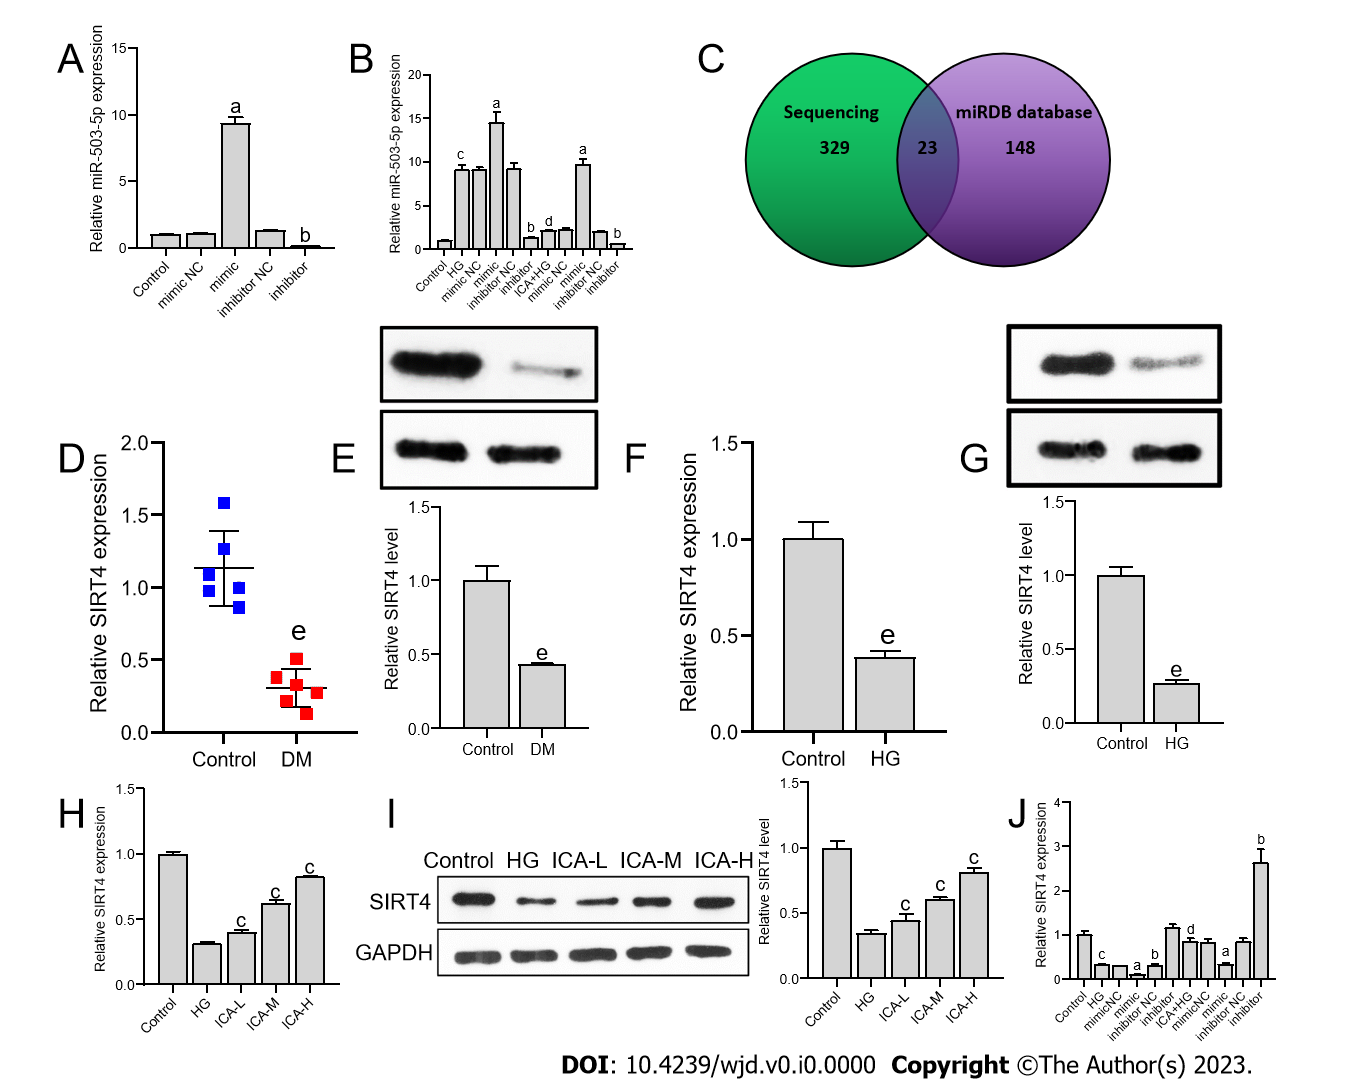 A
Relative miR-503-5p expression
15
10
5
0
a
b
Control
mimic NC
mimic
inhibitor NC
inhibitor
B
Relative miR-503-5p expression
20
15
10
5
0
c
a
b
d
a
b
Control
HG
mimic NC
mimic
inhibitor NC
inhibitor
ICA+HG
mimic NC
mimic
inhibitor NC
inhibitor
C
Sequencing
329
23
miRDB database
148
D
Relative SIRT4 expression
2.0
1.5
1.0
0.5
0.0
e
Control
DM
E
Relative SIRT4 level
1.5
1.0
0.5
0.0
e
Control
DM
F
Relative SIRT4 expression
1.5
1.0
0.5
0.0
e
Control
HG
G
Relative SIRT4 level
1.5
1.0
0.5
0.0
e
Control
HG
H
Relative SIRT4 expression
1.5
1.0
0.5
0.0
c
c
c
Control
HG
ICA-L
ICA-M
ICA-H
I
Control HG ICA-L ICA-M ICA-H
SIRT4
GAPDH
Relative SIRT4 level
1.5
1.0
0.5
0.0
c
c
c
Control
HG
ICA-L
ICA-M
ICA-H
J
Relative SIRT4 expression
4
3
2
1
0
c
a
b
d
a
b
Control
HG
mimicNC
mimic
inhibitor NC
inhibitor
ICA+HG
mimicNC
mimic
inhibitor NC
inhibitor
DOI: 10.4239/wjd.v0.i0.0000 Copyright ©The Author(s) 2023.